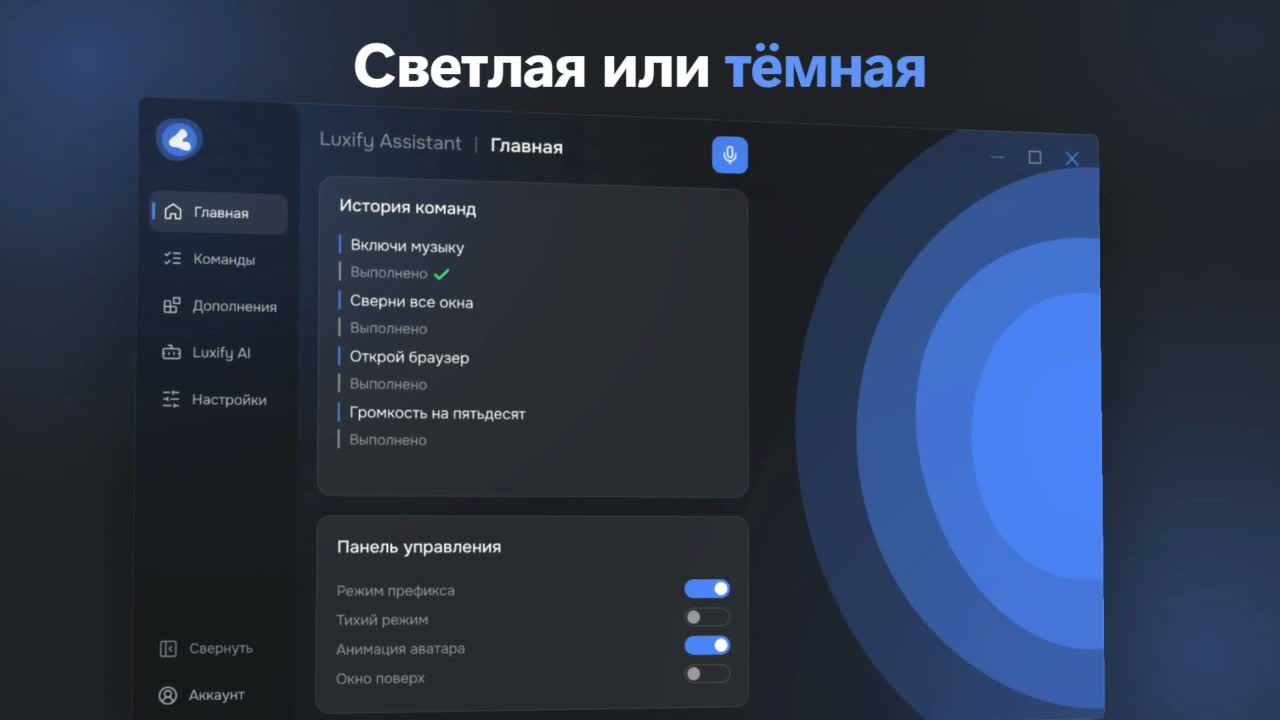 Светлая или тёмная
Luxify Assistant | Главная
Главная
Команды
Дополнения
Luxify AI
Настройки
Свернуть
Аккаунт
История команд
Включи музыку
Выполнено
Сверни все окна
Выполнено
Открой браузер
Выполнено
Громкость на пятьдесят
Выполнено
Панель управления
Режим префикса
Тихий режим
Анимация аватара
Окно поверх